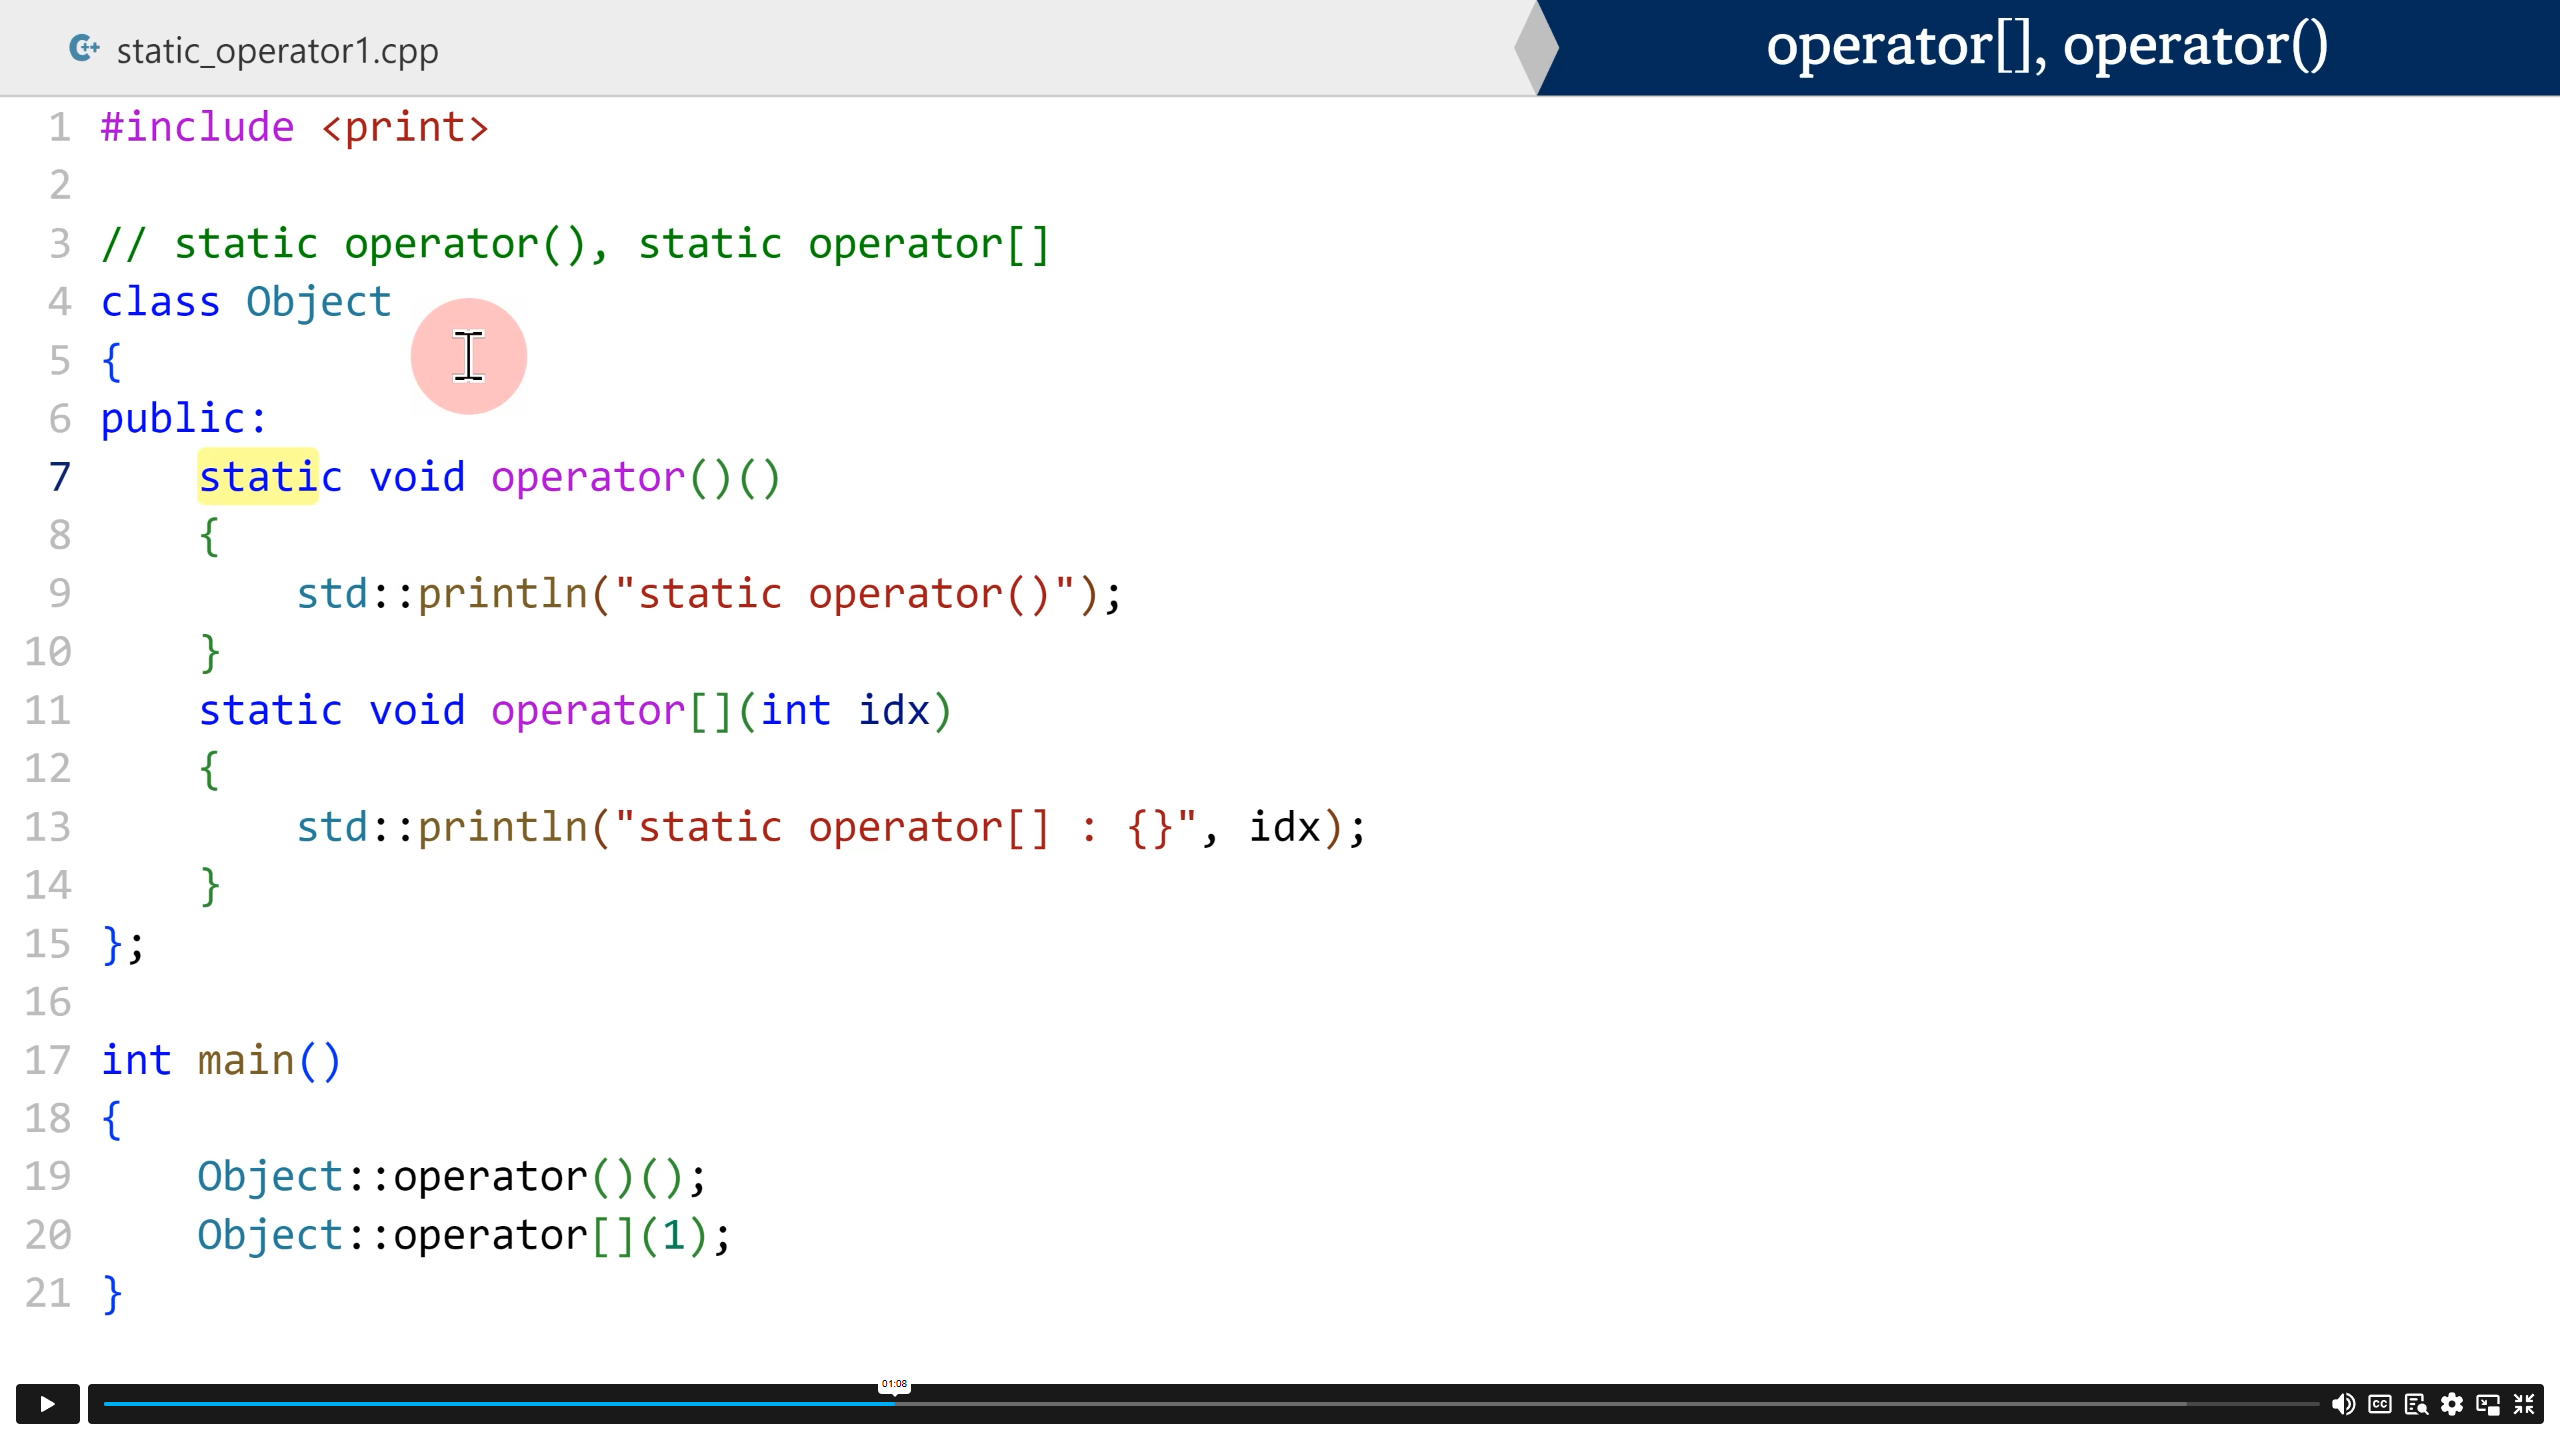 static_operator1.cpp
operator[], operator()
1 #include <print>
2
3 // static operator(), static operator[]
4 class Object
5 {
6 public:
7     static void operator()()
8     {
9         std::println("static operator()");
10     }
11     static void operator[](int idx)
12     {
13         std::println("static operator[] : {}", idx);
14     }
15 };
16
17 int main()
18 {
19     Object::operator()();
20     Object::operator[](1);
21 }
01:08
CC